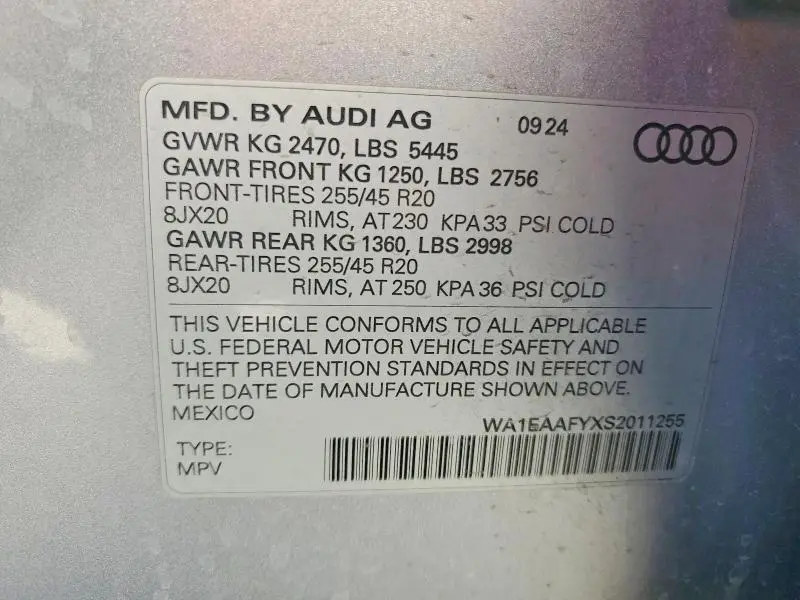 MFD. BY AUDI AG 09 24
GVWR KG 2470, LBS 5445
GAWR FRONT KG 1250, LBS 2756
FRONT-TIRES 255/45 R20
8JX20 RIMS, AT 230 KPA 33 PSI COLD
GAWR REAR KG 1360, LBS 2998
REAR-TIRES 255/45 R20
8JX20 RIMS, AT 250 KPA 36 PSI COLD
THIS VEHICLE CONFORMS TO ALL APPLICABLE
U.S. FEDERAL MOTOR VEHICLE SAFETY AND
THEFT PREVENTION STANDARDS IN EFFECT ON
THE DATE OF MANUFACTURE SHOWN ABOVE.
MEXICO
WA1EAAFYXS2011255
TYPE:
MPV